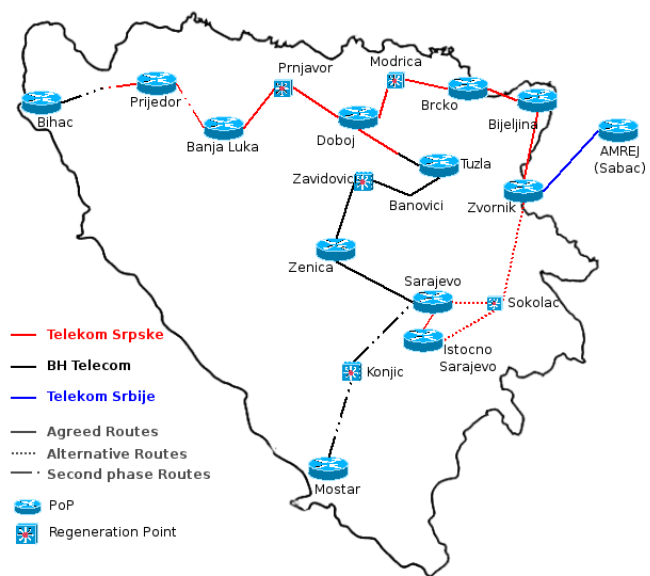 Modrica
Prnjavor
Prijedor
Brcko
Bihac
Bijeljina
Banja Luka
Doboj
AMREJ
(Sabac)
Tuzla
Zavidovic
Banovici
Zvornik
Zenica
Sarajevo
Sokolac
Istocno
Sarajevo
Konjic
Mostar
Telekom Srpske
BH Telecom
Telekom Srbije
Agreed Routes
Alternative Routes
Second phase Routes
PoP
Regeneration Point